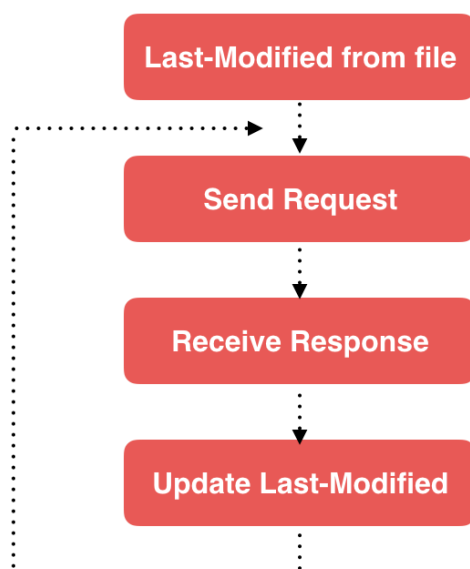 Last-Modified from file
Send Request
Receive Response
Update Last-Modified